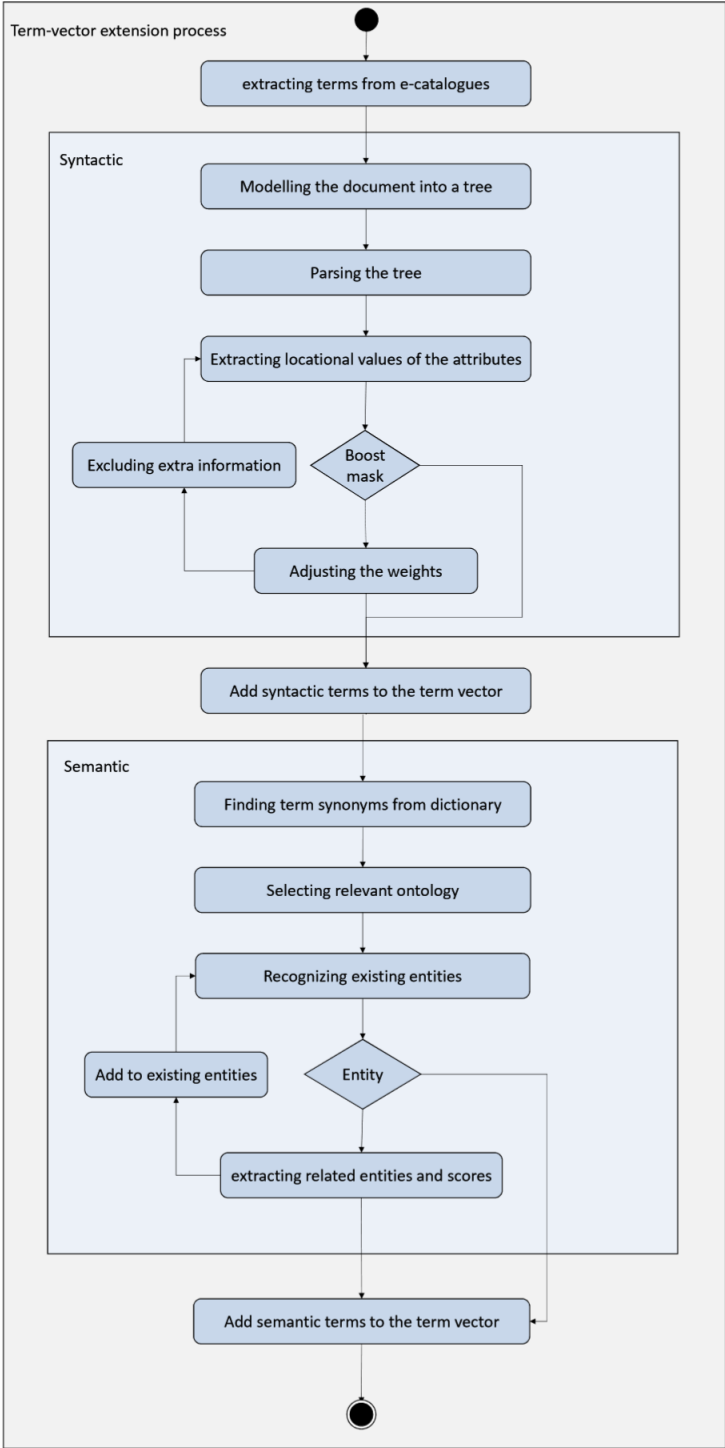 Term-vector extension process
extracting terms from e-catalogues
Syntactic
Modelling the document into a tree
Parsing the tree
Extracting locational values of the attributes
Excluding extra information
Boost
mask
Adjusting the weights
Add syntactic terms to the term vector
Semantic
Finding term synonyms from dictionary
Selecting relevant ontology
Recognizing existing entities
Add to existing entities
Entity
extracting related entities and scores
Add semantic terms to the term vector